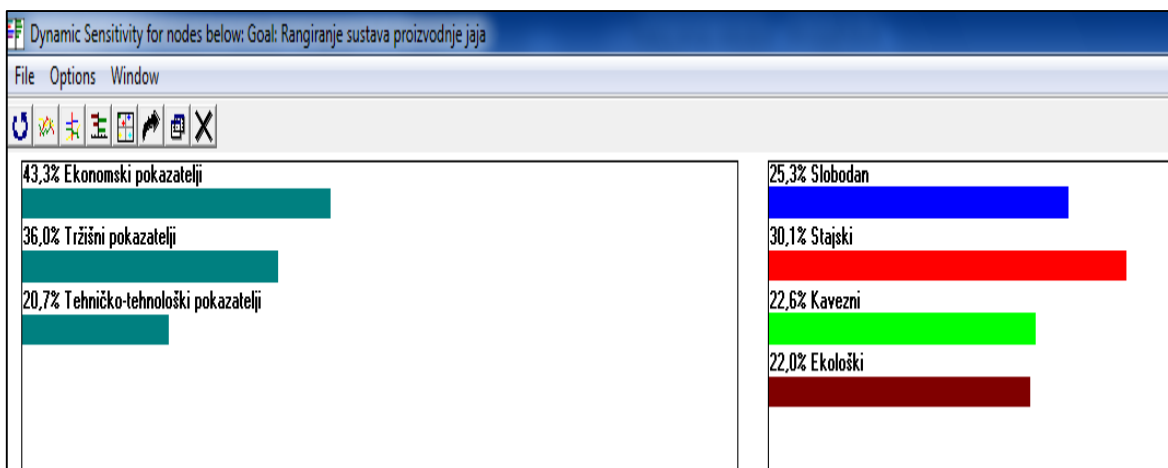 Dynamic Sensitivity for nodes below: Goal: Rangiranje sustava proizvodnje jaja
File Options Window
43,3% Ekonomski pokazatelji
36,0% Tržišni pokazatelji
20,7% Tehničko-tehnološki pokazatelji
25,3% Slobodan
30,1% Stajski
22,6% Kavezni
22,0% Ekološki